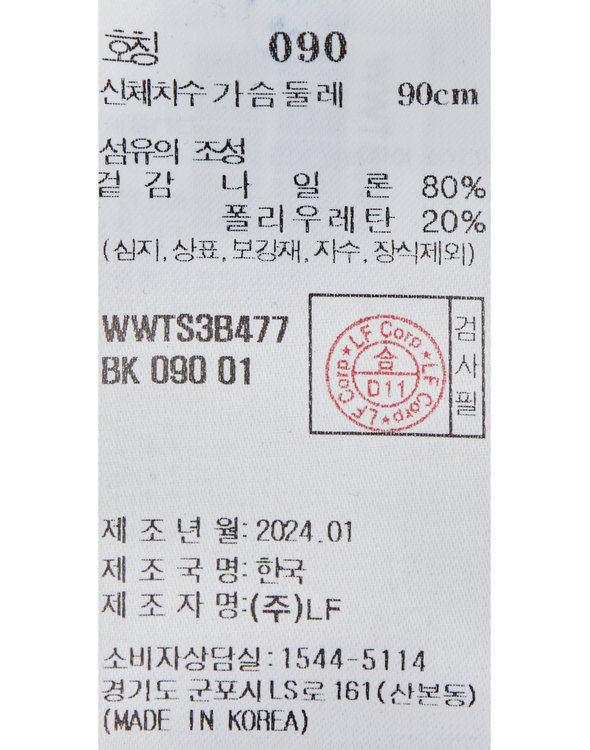 호칭 090
신체치수 가슴둘레 90cm
섬유의 조성
겉감 나일론 80%
폴리우레탄 20%
(심지, 상표, 보강재, 자수, 장식제외)
WWTS3B477
BK 090 01
LF Corp★LF Corp★LF Corp★
合
D11
검사필
제조년월: 2024.01
제조국명: 한국
제조자명:(주)LF
소비자상담실: 1544-5114
경기도 군포시 LS로 161(산본동)
(MADE IN KOREA)